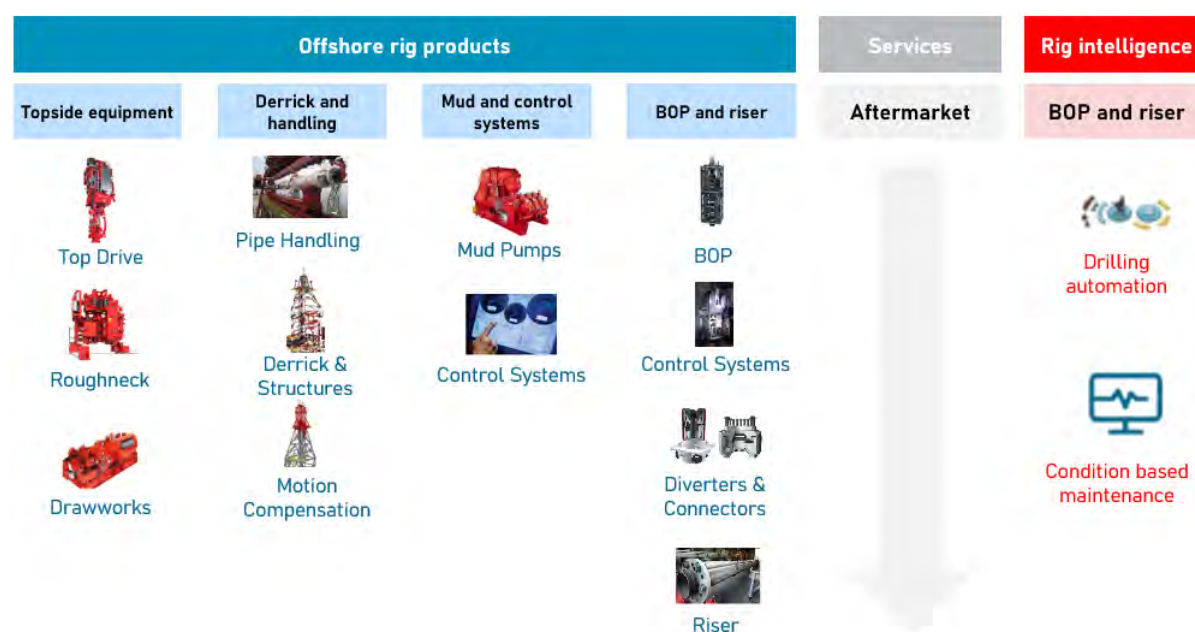 Offshore rig products
Services
Rig intelligence
Topside equipment
Derrick and
handling
Mud and control
systems
BOP and riser
Aftermarket
BOP and riser
Top Drive
Roughneck
Drawworks
Pipe Handling
Derrick &
Structures
Motion
Compensation
Mud Pumps
Control Systems
BOP
Control Systems
Diverters &
Connectors
Riser
Drilling
automation
Condition based
maintenance